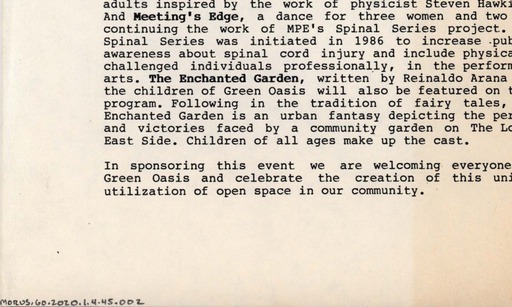 adults inspired by the work of physicist Steven Hawki
And Meeting's Edge, a dance for three women and two
continuing the work of MPE's Spinal Series project.
Spinal Series was initiated in 1986 to increase pub
awareness about spinal cord injury and include physica
challenged individuals professionally, in the perform
arts. The Enchanted Garden, written by Reinaldo Arana
the children of Green Oasis will also be featured on t
program. Following in the tradition of fairy tales,
Enchanted Garden is an urban fantasy depicting the per
and victories faced by a community garden on The Lo
East Side. Children of all ages make up the cast.
In sponsoring this event we are welcoming everyone
Green Oasis and celebrate the creation of this uni
utilization of open space in our community.
MORUS.GO.2020.1.4.45.002